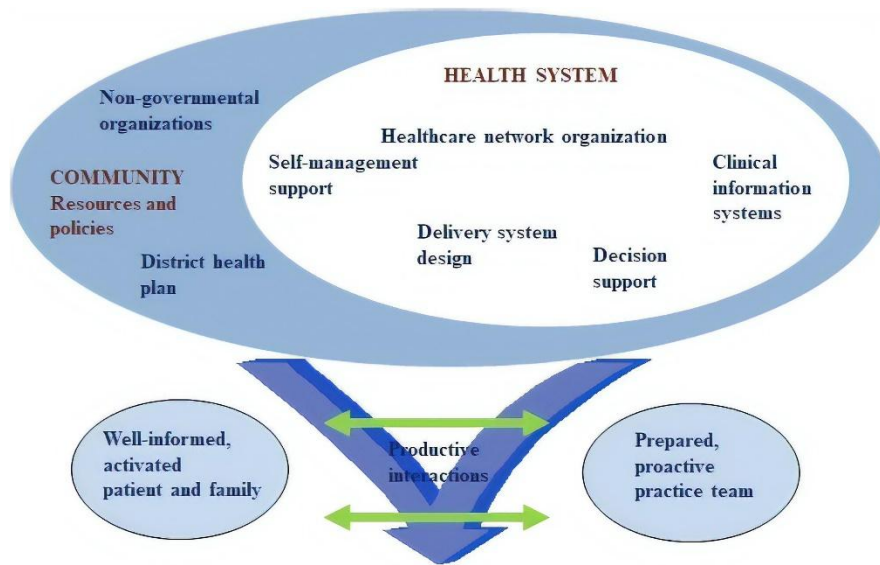 HEALTH SYSTEM
Non-governmental
organizations
Healthcare network organization
Self-management
support
Clinical
information
systems
COMMUNITY
Resources and
policies
Delivery system
design
Decision
support
District health
plan
Well-informed,
activated
patient and family
Productive
interactions
Prepared,
proactive
practice team